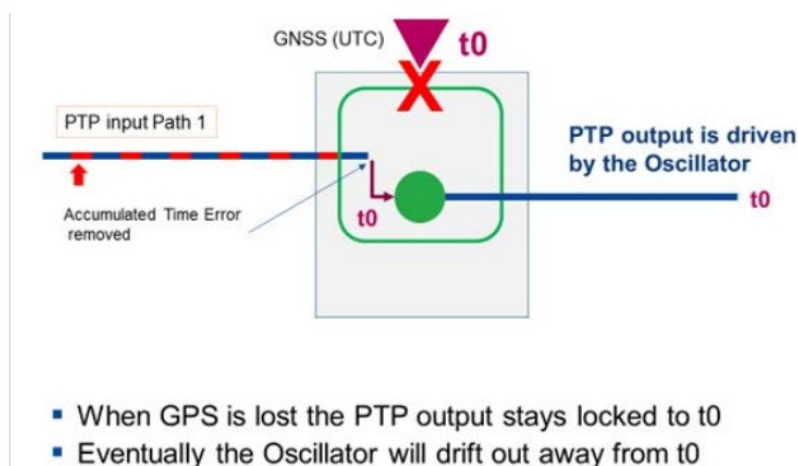 GNSS (UTC)
t0
X
PTP input Path 1
PTP output is driven
by the Oscillator
Accumulated Time Error
removed
t0
t0
When GPS is lost the PTP output stays locked to t0
Eventually the Oscillator will drift out away from t0